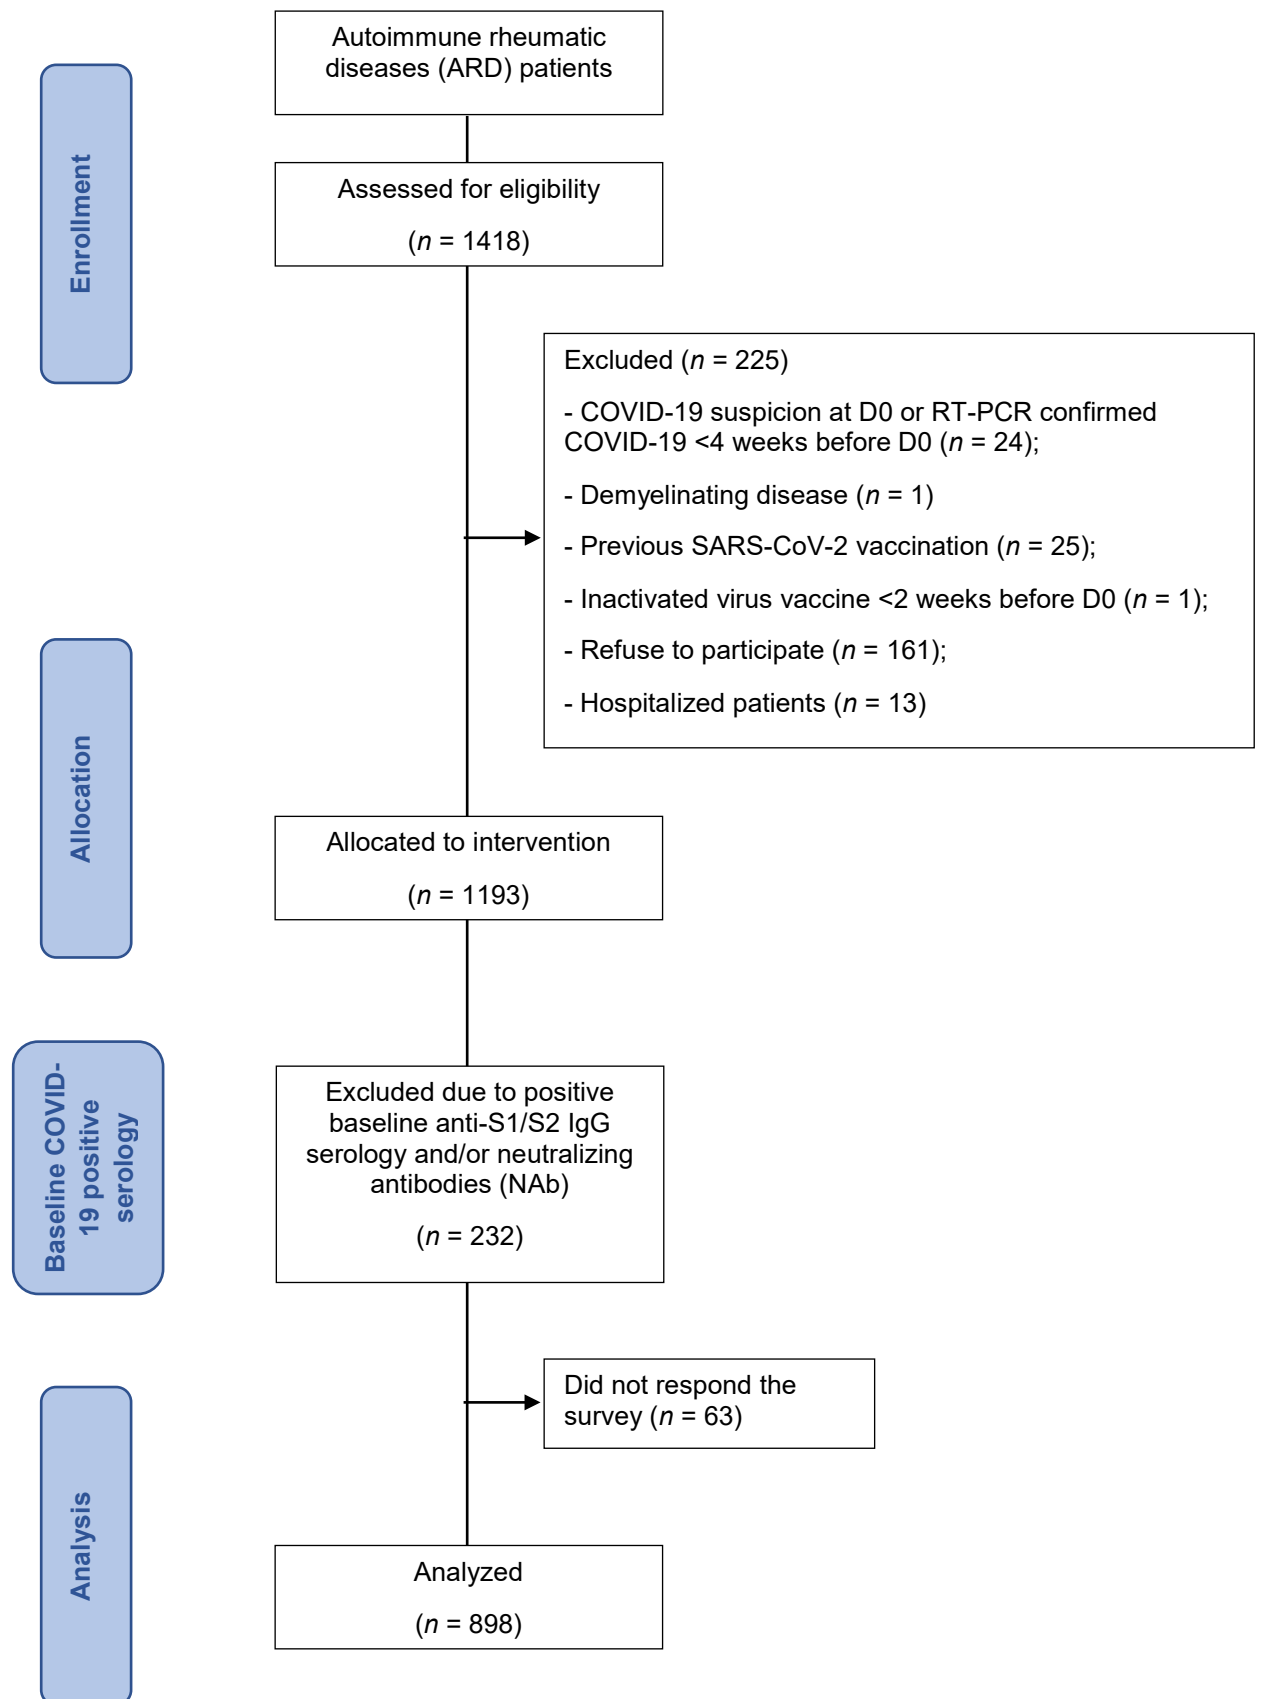 Autoimmune rheumatic
diseases (ARD) patients
Enrollment
Assessed for eligibility
(n = 1418)
Excluded (n = 225)
- COVID-19 suspicion at D0 or RT-PCR confirmed
COVID-19 <4 weeks before D0 (n = 24);
- Demyelinating disease (n = 1)
- Previous SARS-CoV-2 vaccination (n = 25);
- Inactivated virus vaccine <2 weeks before D0 (n = 1);
- Refuse to participate (n = 161);
- Hospitalized patients (n = 13)
Allocation
Allocated to intervention
(n = 1193)
Baseline COVID-
19 positive
serology
Excluded due to positive
baseline anti-S1/S2 IgG
serology and/or neutralizing
antibodies (NAb)
(n = 232)
Did not respond the
survey (n = 63)
Analysis
Analyzed
(n = 898)